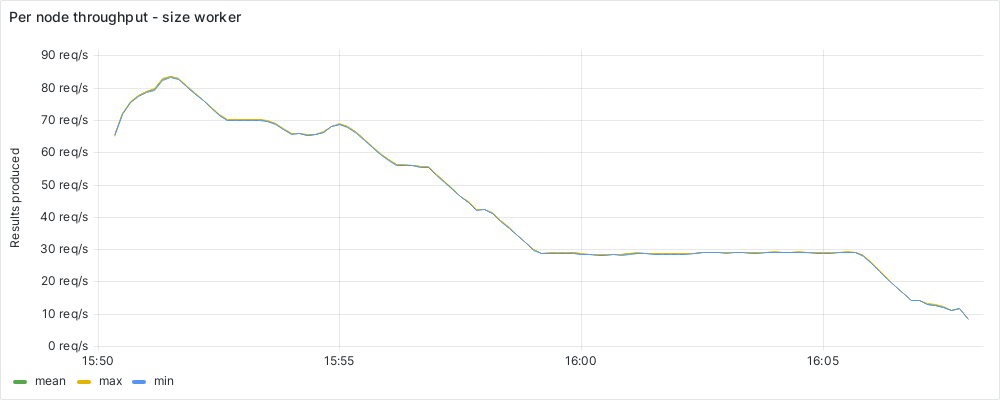 Per node throughput - size worker
Results produced
90 req/s
80 req/s
70 req/s
60 req/s
50 req/s
40 req/s
30 req/s
20 req/s
10 req/s
0 req/s
15:50 15:55 16:00 16:05
mean max min